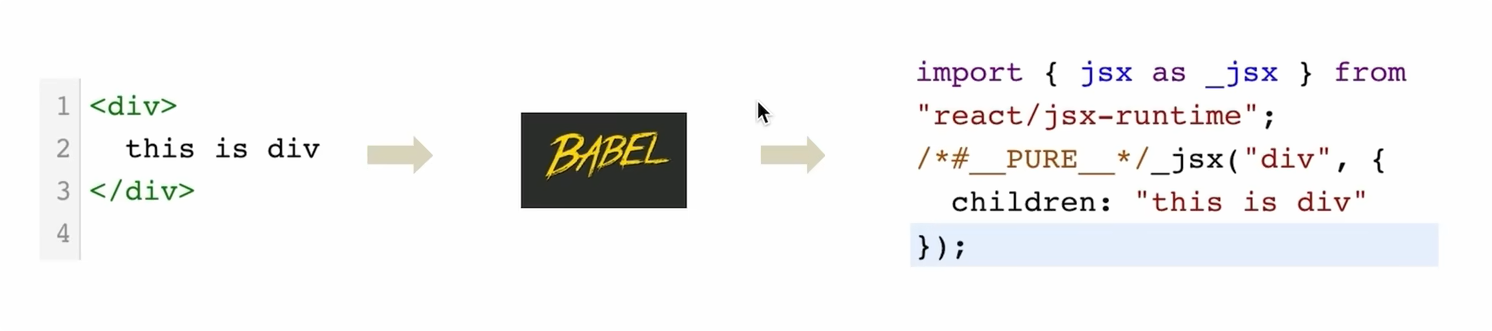 1 <div>
2   this is div
3 </div>
4
BABEL
import { jsx as _jsx } from
"react/jsx-runtime";
/*#__PURE__*/_jsx("div", {
  children: "this is div"
});